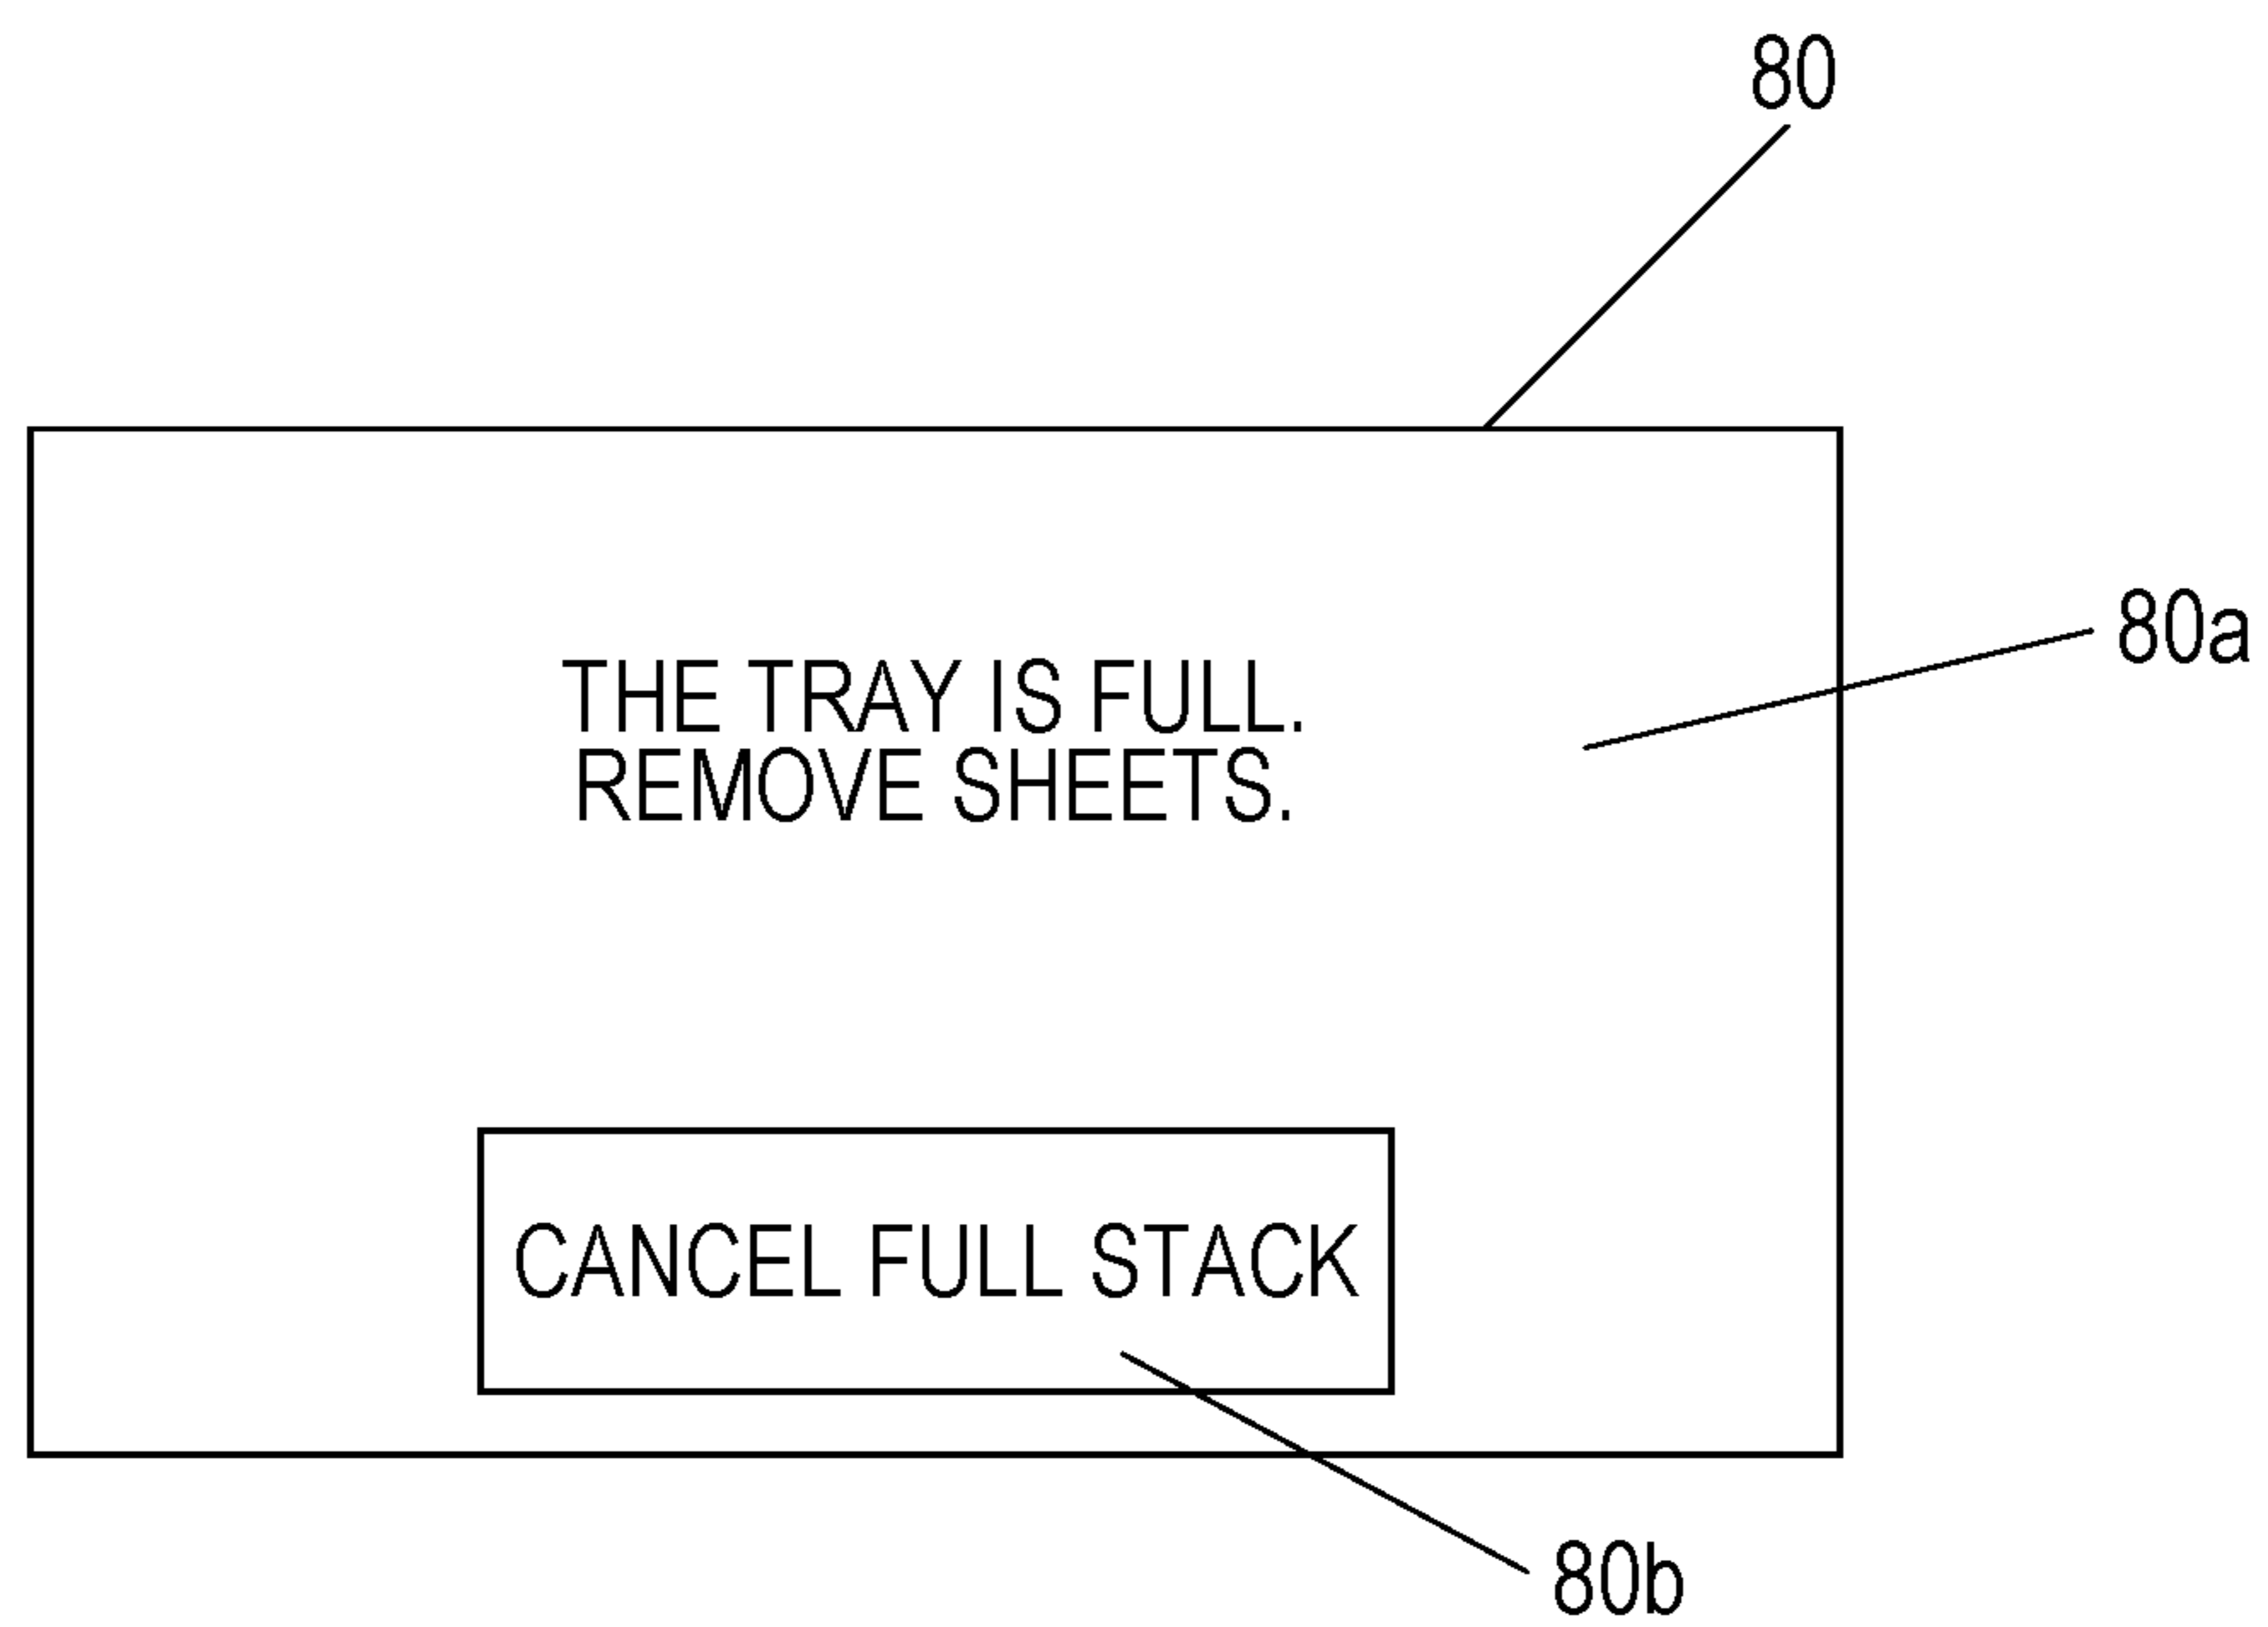 80
80a
THE TRAY IS FULL.
REMOVE SHEETS.
CANCEL FULL STACK
80b